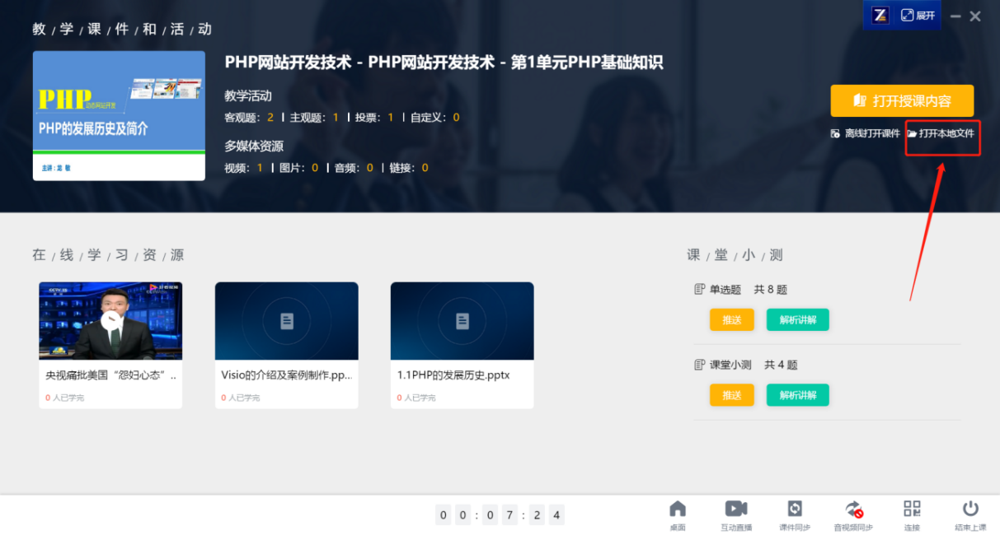 教 / 学 / 课 / 件 / 和 / 活 / 动
Z 展开
PHP
动态网站开发
PHP的发展历史及简介
PHP网站开发技术 - PHP网站开发技术 - 第1单元PHP基础知识
教学活动
客观题: 2 | 主观题: 1 | 投票: 1 | 自定义: 0
多媒体资源
视频: 1 | 图片: 0 | 音频: 0 | 链接: 0
打开授课内容
离线打开课件 打开本地文件
在 / 线 / 学 / 习 / 资 / 源
央视痛批美国“怨妇心态”..
0 人已学完
Visio的介绍及案例制作.pp...
0 人已学完
1.1PHP的发展历史.pptx
0 人已学完
课 / 堂 / 小 / 测
单选题 共 8 题
推送 解析讲解
课堂小测 共 4 题
推送 解析讲解
0 0 : 0 7 : 2 4
桌面 互动直播 课件同步 音视频同步 连接 结束上课